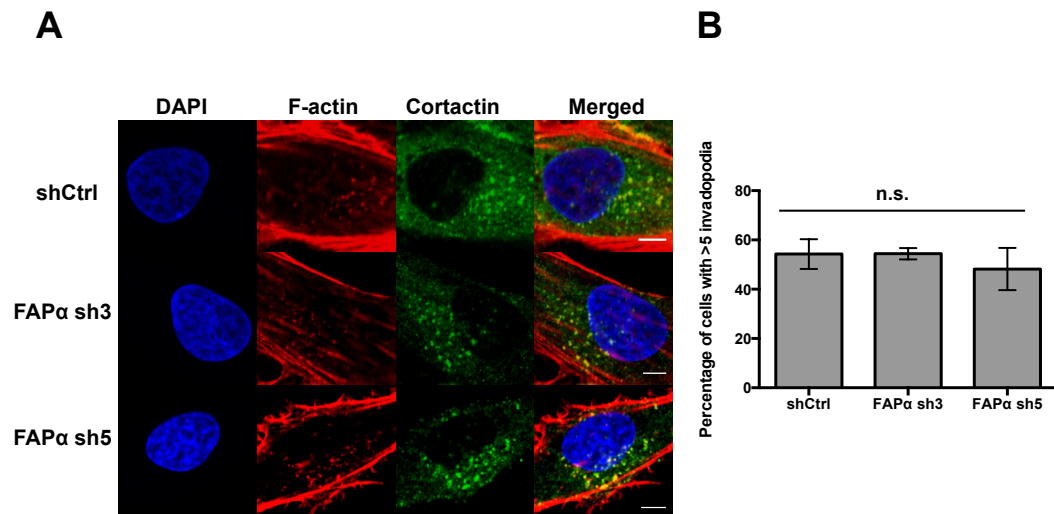 A
B
DAPI F-actin Cortactin Merged
shCtrl
FAPα sh3
FAPα sh5
Percentage of cells with >5 invadopodia
n.s.
80
60
40
20
0
shCtrl FAPα sh3 FAPα sh5